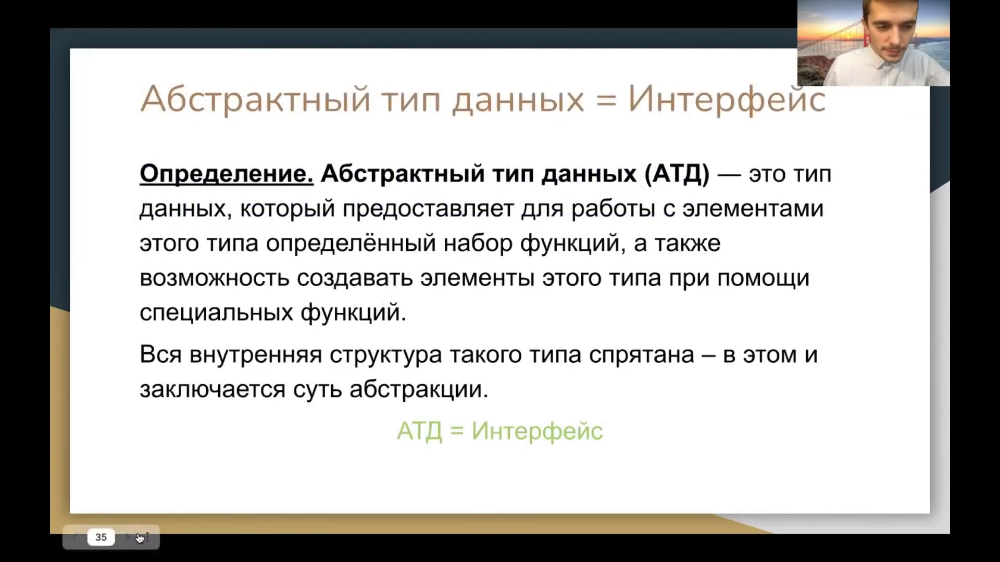 Абстрактный тип данных = Интерфейс
Определение. Абстрактный тип данных (АТД) — это тип
данных, который предоставляет для работы с элементами
этого типа определённый набор функций, а также
возможность создавать элементы этого типа при помощи
специальных функций.
Вся внутренняя структура такого типа спрятана – в этом и
заключается суть абстракции.
АТД = Интерфейс
35